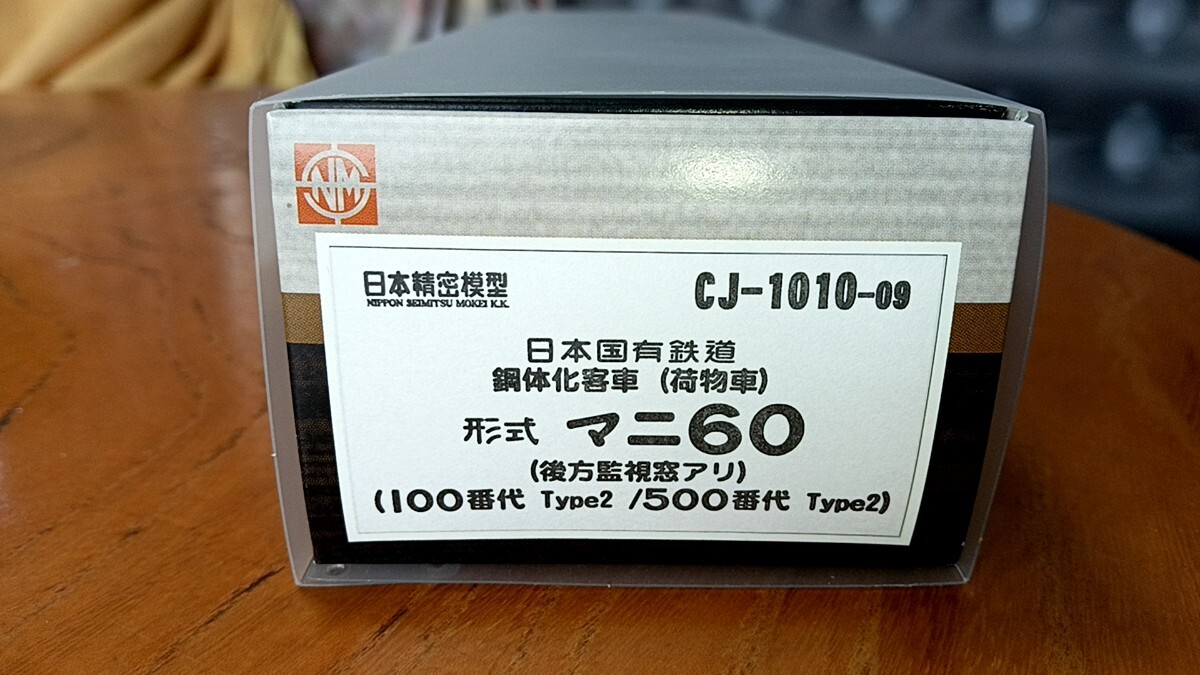 NM
日本精密模型
NIPPON SEIMITSU MOKEI K.K.
CJ-1010-09
日本国有鉄道
鋼体化客車 (荷物車)
形式 マニ60
(後方監視窓アリ)
(100番代 Type2 /500番代 Type2)